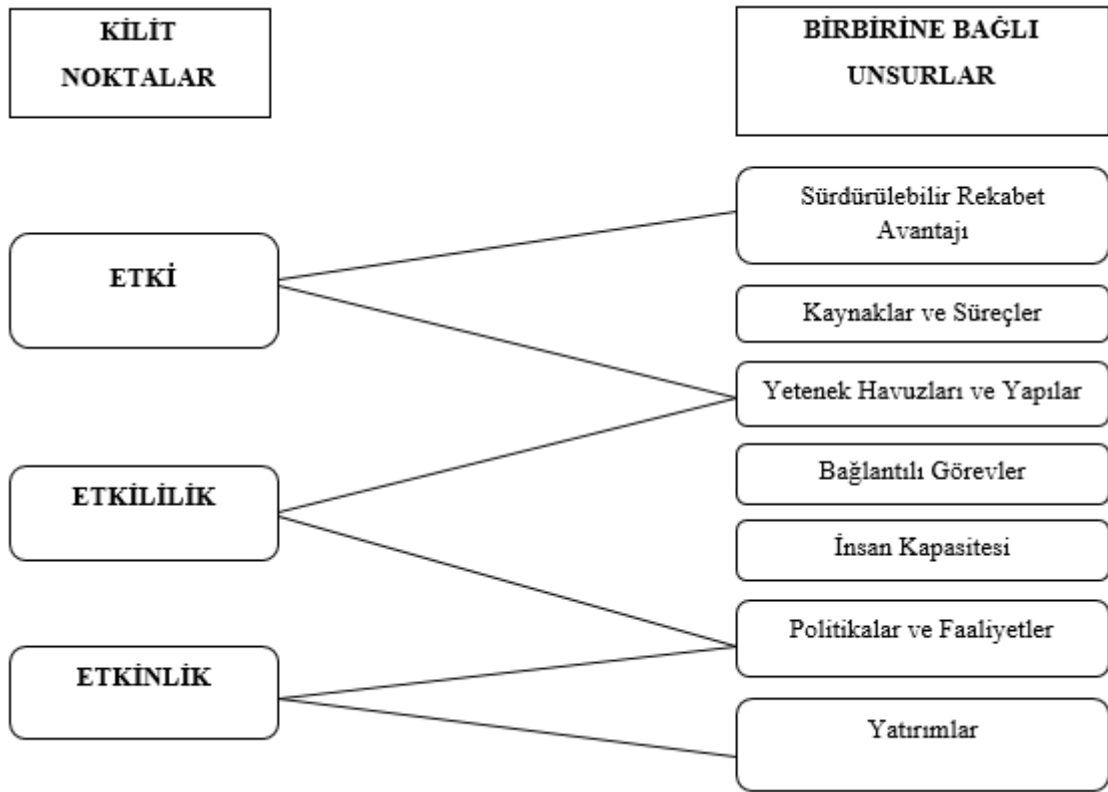 KİLİT
NOKTALAR
BİRBİRİNE BAĞLI
UNSURLAR
ETKİ
ETKİLİLİK
ETKİNLİK
Sürdürülebilir Rekabet
Avantajı
Kaynaklar ve Süreçler
Yetenek Havuzları ve Yapılar
Bağlantılı Görevler
İnsan Kapasitesi
Politikalar ve Faaliyetler
Yatırımlar